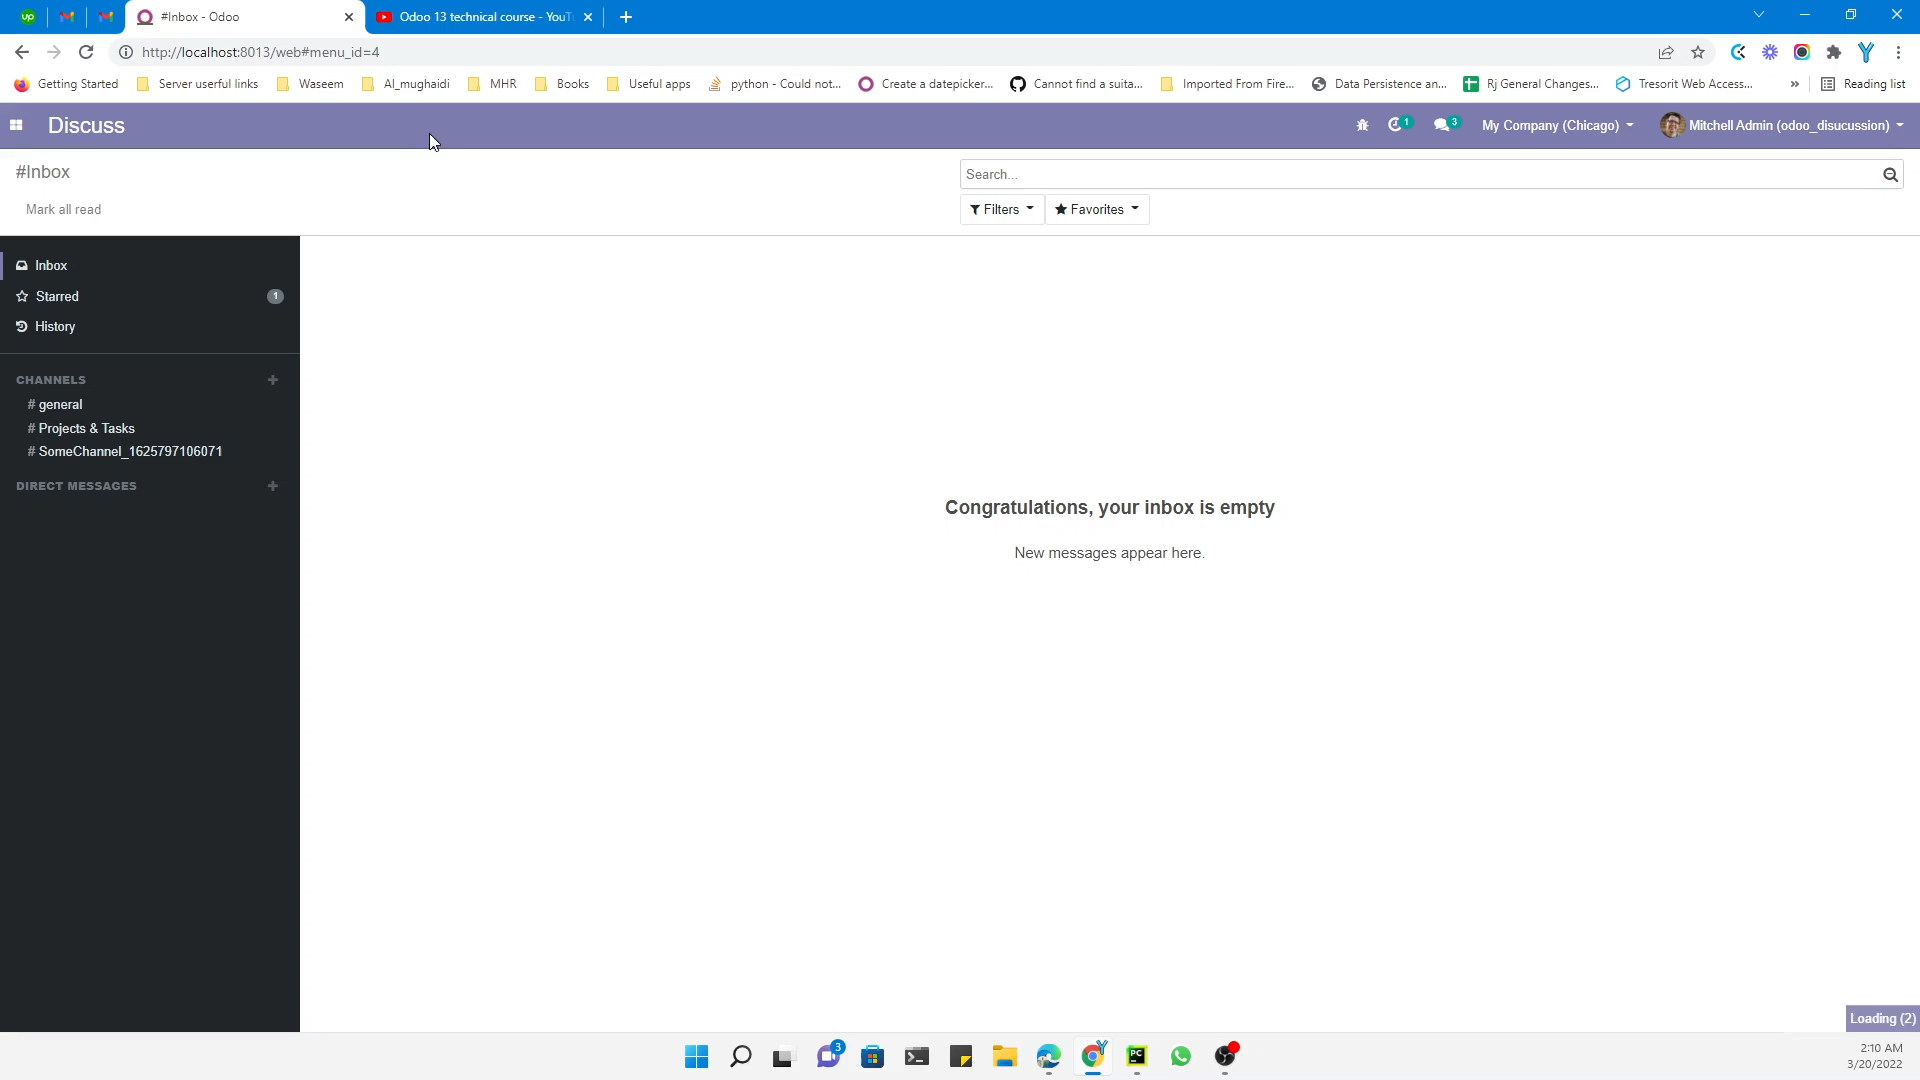 #Inbox - Odoo
Odoo 13 technical course - YouT
http://localhost:8013/web#menu_id=4
Getting Started
Server userful links
Waseem
Al_mughaidi
MHR
Books
Useful apps
python - Could not...
Create a datepicker...
Cannot find a suita...
Imported From Fire...
Data Persistence an...
Rj General Changes...
Tresorit Web Access...
»
Reading list
Discuss
1
3
My Company (Chicago)
Mitchell Admin (odoo_disucussion)
#Inbox
Search...
Mark all read
Filters
Favorites
Inbox
Starred
1
History
CHANNELS
# general
# Projects & Tasks
# SomeChannel_1625797106071
DIRECT MESSAGES
Congratulations, your inbox is empty
New messages appear here.
Loading (2)
3
PC
2:10 AM
3/20/2022